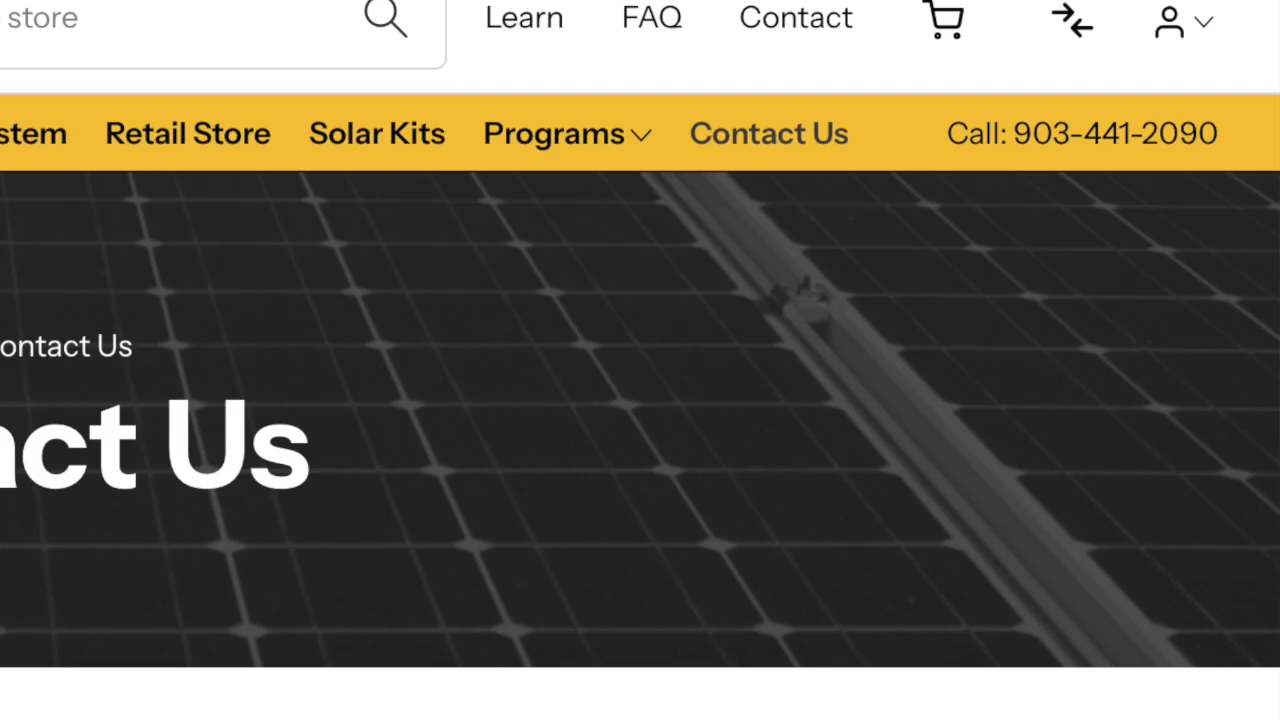 store
Learn FAQ Contact
stem Retail Store Solar Kits Programs Contact Us Call: 903-441-2090
ontact Us
act Us